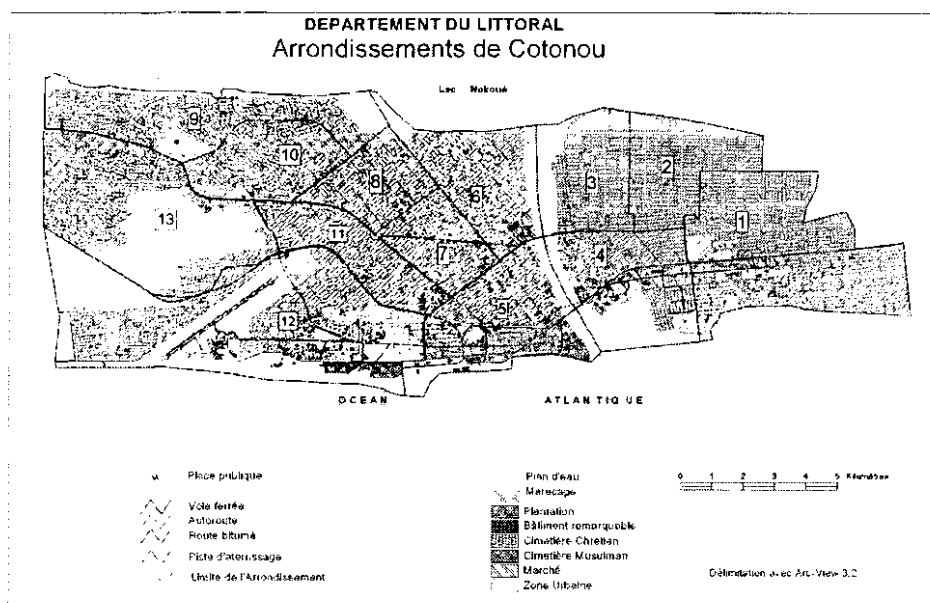 DEPARTEMENT DU LITTORAL
Arrondissements de Cotonou
Lac Nokoué
9
10
8
6
3
2
1
13
11
7
4
5
12
OCEAN ATLANTIQUE
Place publique
Voie ferrée
Autoroute
Route bitumé
Piste d'aterrissage
Limite de l'Arrondissement
Plan d'eau
Marecage
Plantation
Bâtiment remarquable
Cimetière Chretien
Cimetière Musulman
Marché
Zone Urbaine
0 1 2 3 4 5 Kilomètres
Délimitation avec Arc-View 3.2